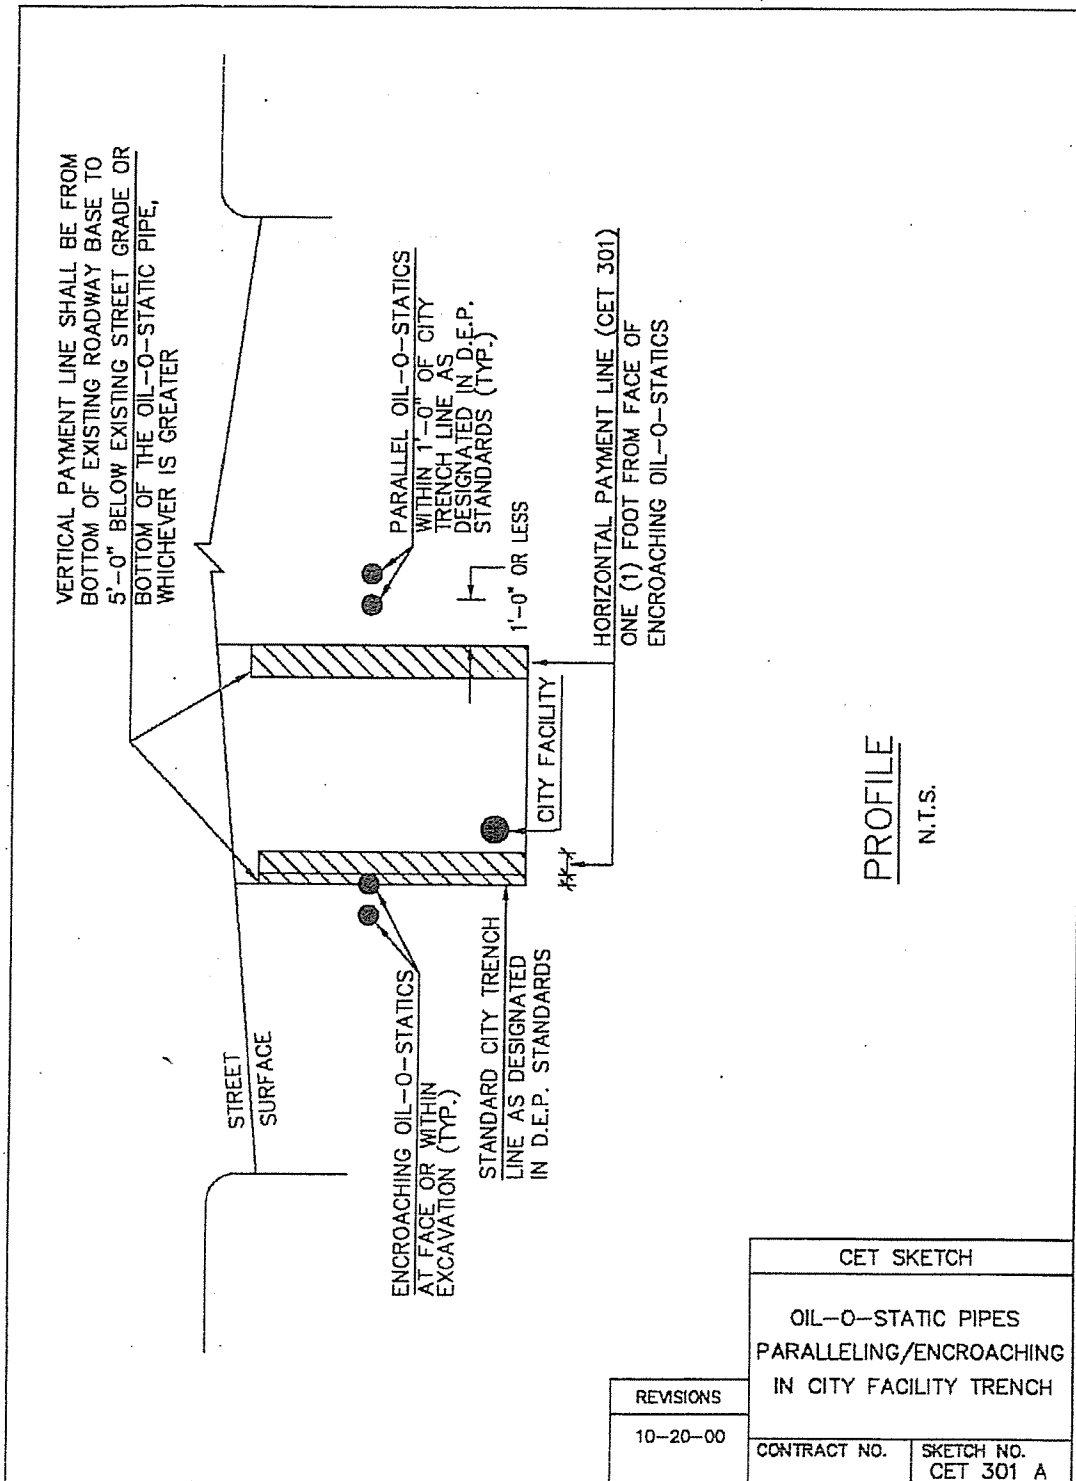 VERTICAL PAYMENT LINE SHALL BE FROM
BOTTOM OF EXISTING ROADWAY BASE TO
5'-0" BELOW EXISTING STREET GRADE OR
BOTTOM OF THE OIL-O-STATIC PIPE,
WHICHEVER IS GREATER
STREET
SURFACE
ENCROACHING OIL-O-STATICS
AT FACE OR WITHIN
EXCAVATION (TYP.)
PARALLEL OIL-O-STATICS
WITHIN 1'-0" OF CITY
TRENCH LINE AS
DESIGNATED IN D.E.P.
STANDARDS (TYP.)
1'-0" OR LESS
STANDARD CITY TRENCH
LINE AS DESIGNATED
IN D.E.P. STANDARDS
CITY FACILITY
HORIZONTAL PAYMENT LINE (CET 301)
ONE (1) FOOT FROM FACE OF
ENCROACHING OIL-O-STATICS
PROFILE
N.T.S.
CET SKETCH
OIL-O-STATIC PIPES
PARALLELING/ENCROACHING
IN CITY FACILITY TRENCH
REVISIONS
10-20-00
CONTRACT NO.
SKETCH NO.
CET 301 A